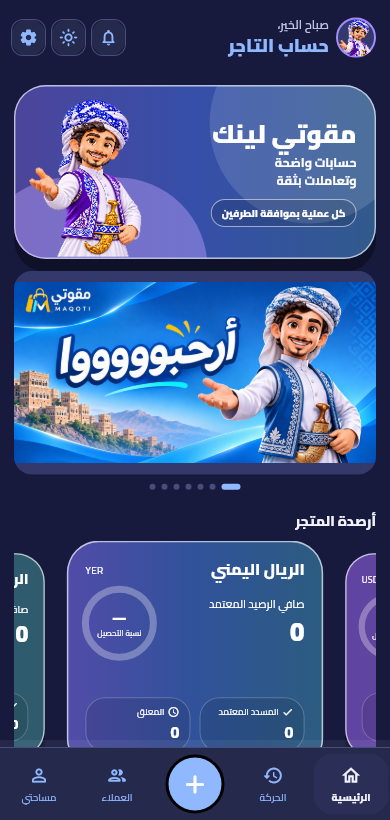 صباح الخير،
حساب التاجر
مقوتي لينك
حسابات واضحة
وتعاملات بثقة
كل عملية بموافقة الطرفين
مقوتي
MAQOTI
أرحبوووووا
أرصدة المتجر
الريال اليمني
YER
صافي الرصيد المعتمد
0
نسبة التحصيل
المسدد المعتمد
0
المعلق
0
USD
0
0
الرئيسية
الحركة
العملاء
مساحتي